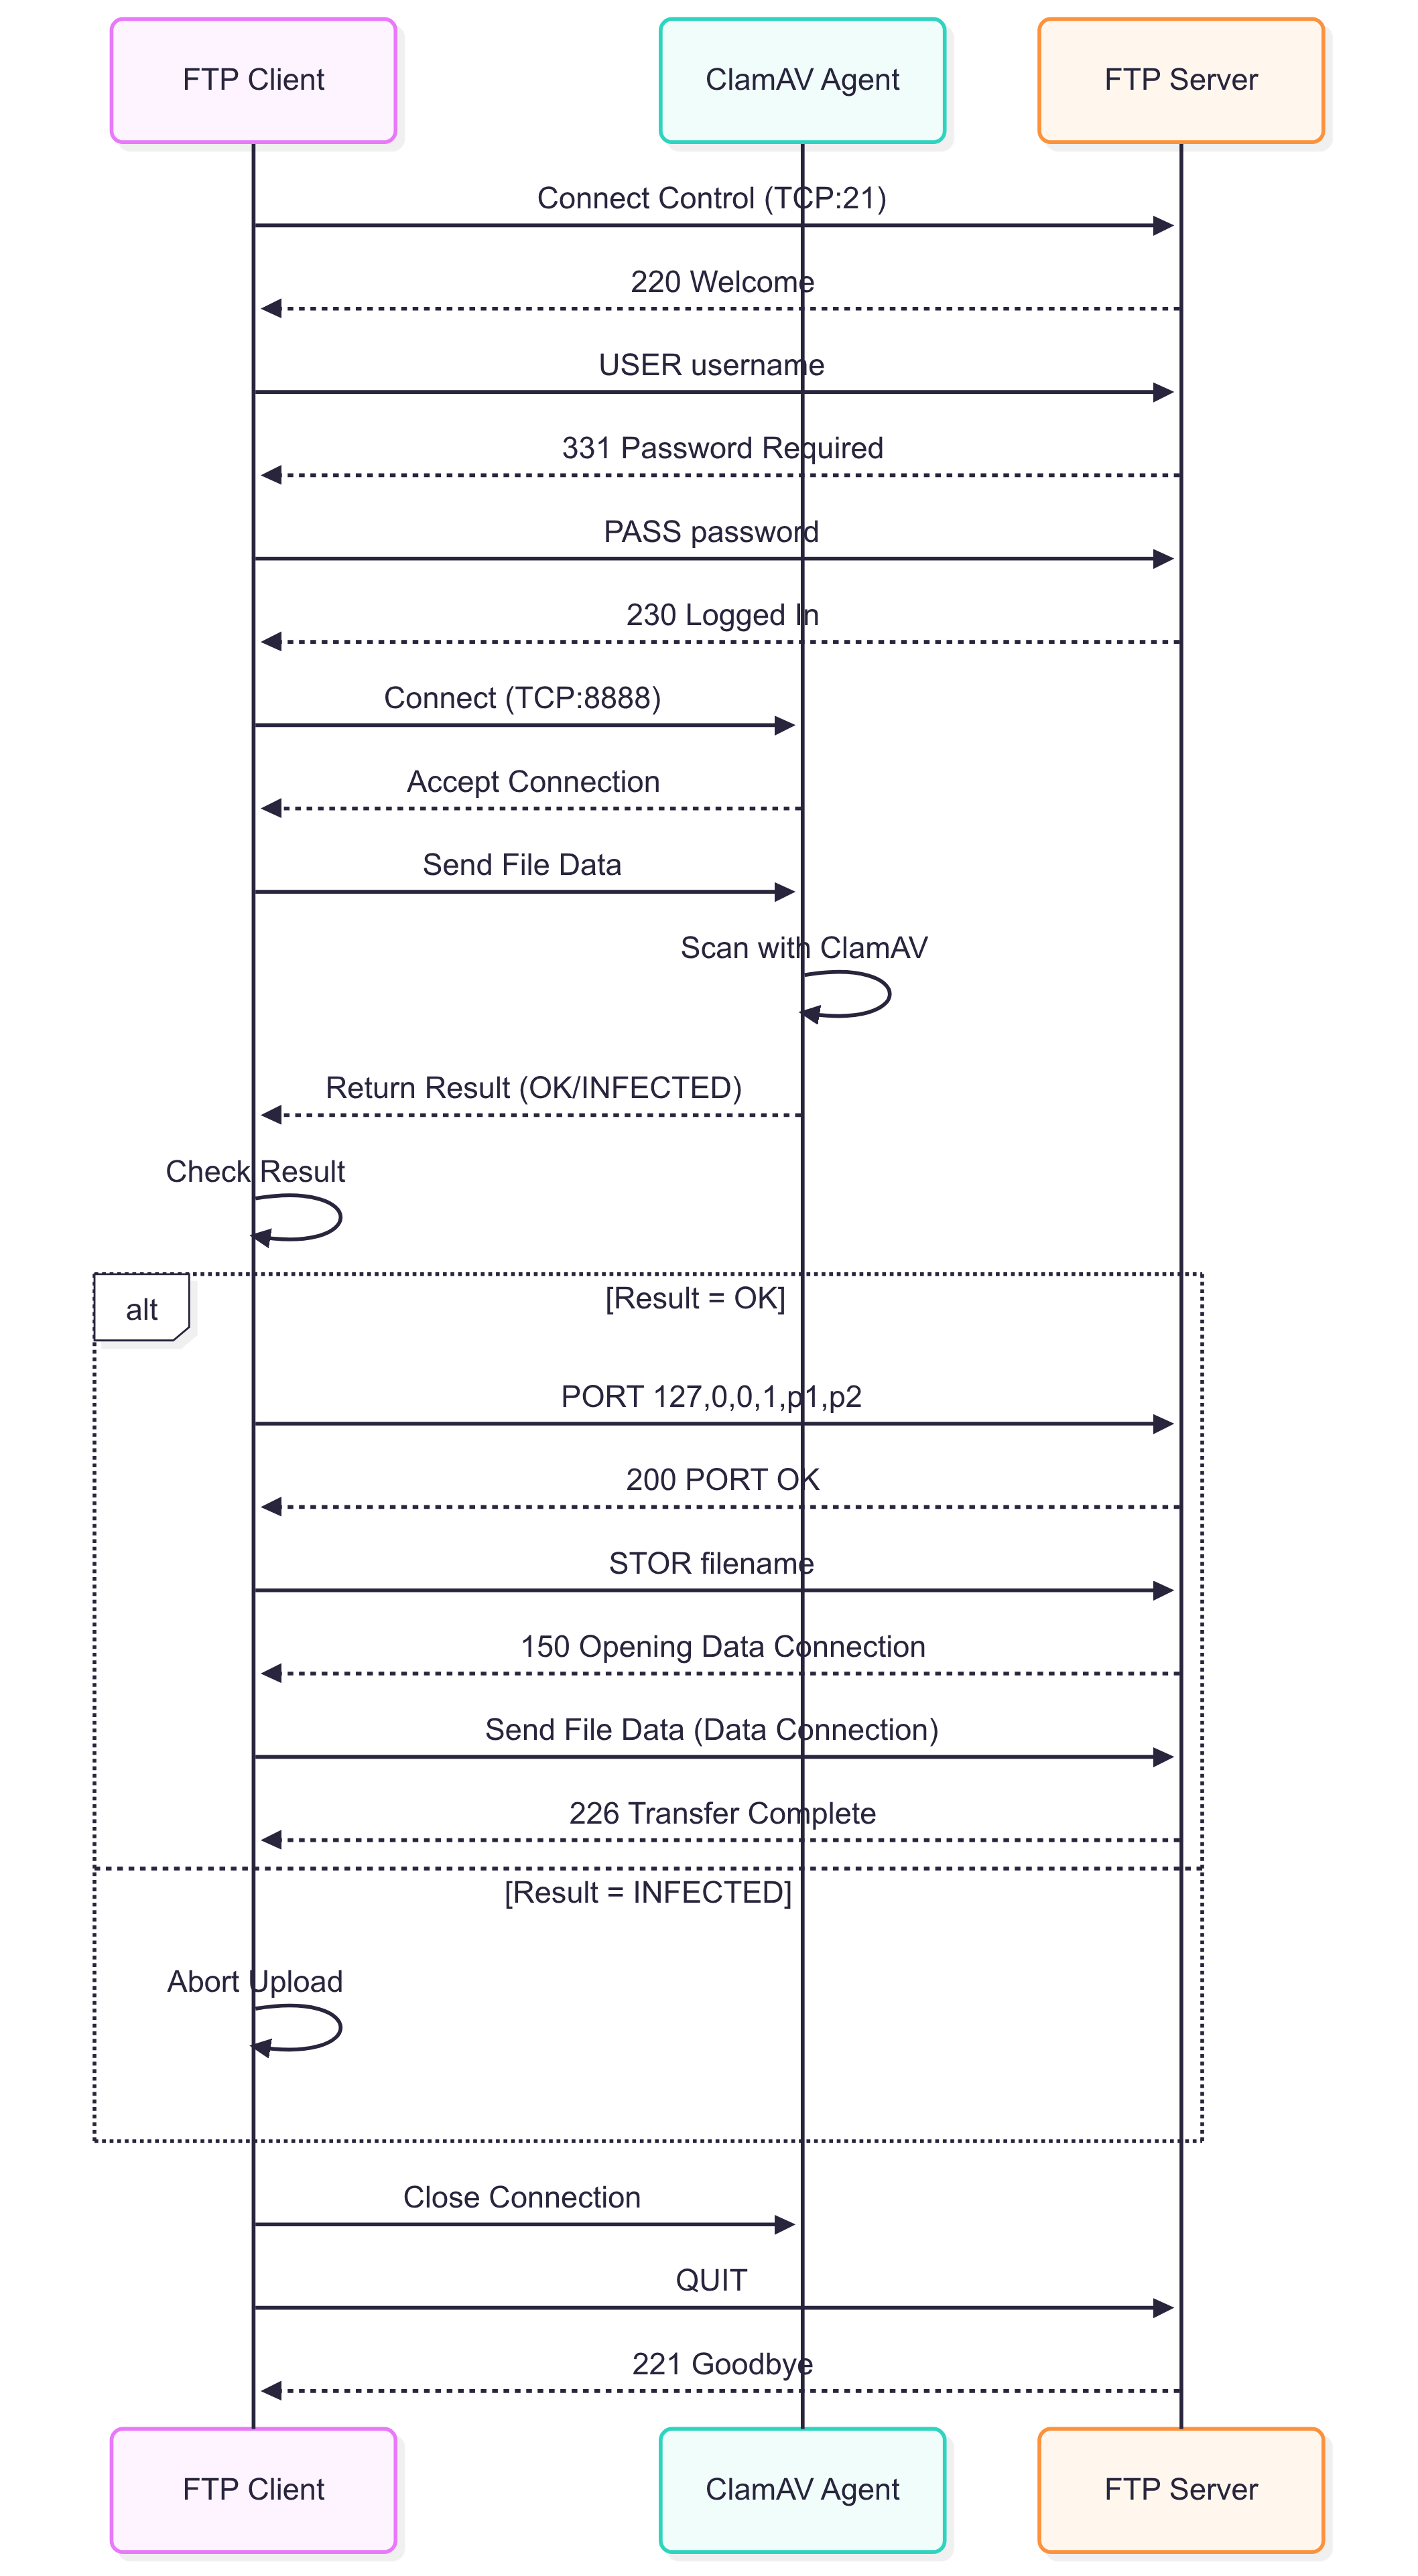 FTP Client
ClamAV Agent
FTP Server
Connect Control (TCP:21)
220 Welcome
USER username
331 Password Required
PASS password
230 Logged In
Connect (TCP:8888)
Accept Connection
Send File Data
Scan with ClamAV
Return Result (OK/INFECTED)
Check Result
alt
[Result = OK]
PORT 127,0,0,1,p1,p2
200 PORT OK
STOR filename
150 Opening Data Connection
Send File Data (Data Connection)
226 Transfer Complete
[Result = INFECTED]
Abort Upload
Close Connection
QUIT
221 Goodbye
FTP Client
ClamAV Agent
FTP Server